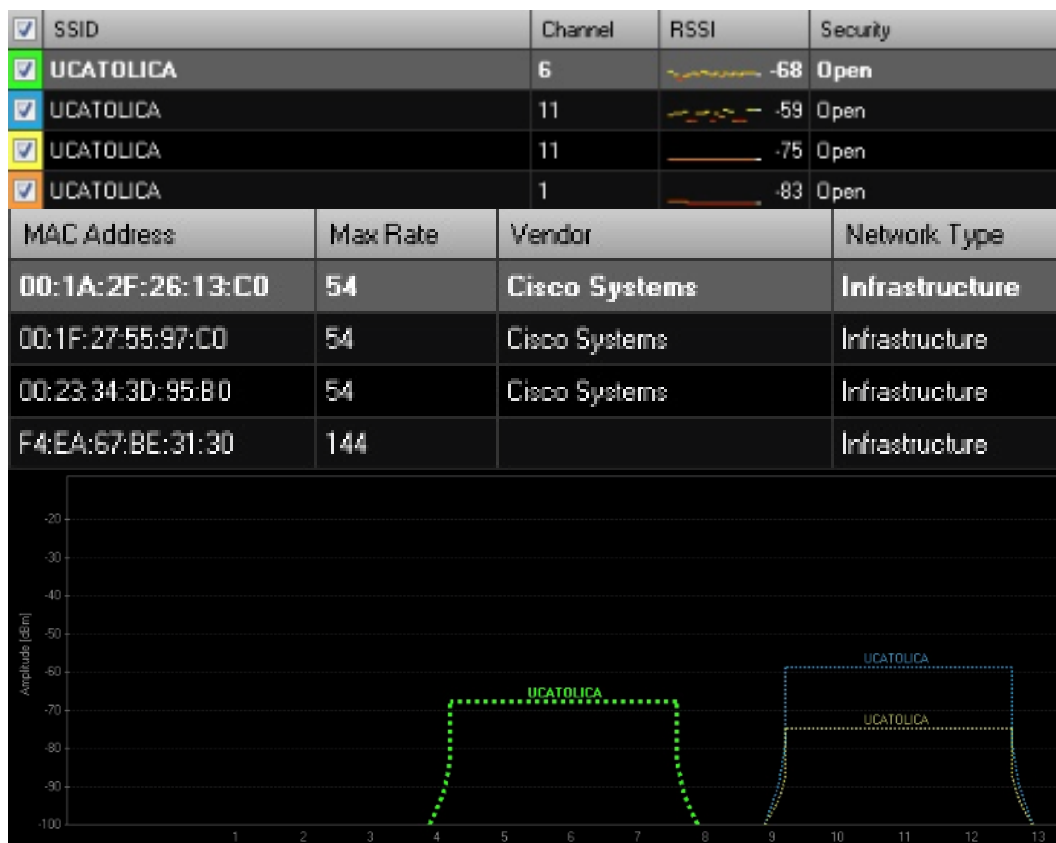 SSID Channel RSSI Security
UCATOLICA 6 -68 Open
UCATOLICA 11 -59 Open
UCATOLICA 11 -75 Open
UCATOLICA 1 -83 Open
MAC Address Max Rate Vendor Network Type
00:1A:2F:26:13:C0 54 Cisco Systems Infrastructure
00:1F:27:55:97:C0 54 Cisco Systems Infrastructure
00:23:34:3D:95:B0 54 Cisco Systems Infrastructure
F4:EA:67:BE:31:30 144 Infrastructure
Amplitude [dBm]
-20
-30
-40
-50
-60
-70
-80
-90
-100
UCATOLICA
UCATOLICA
UCATOLICA
1 2 3 4 5 6 7 8 9 10 11 12 13